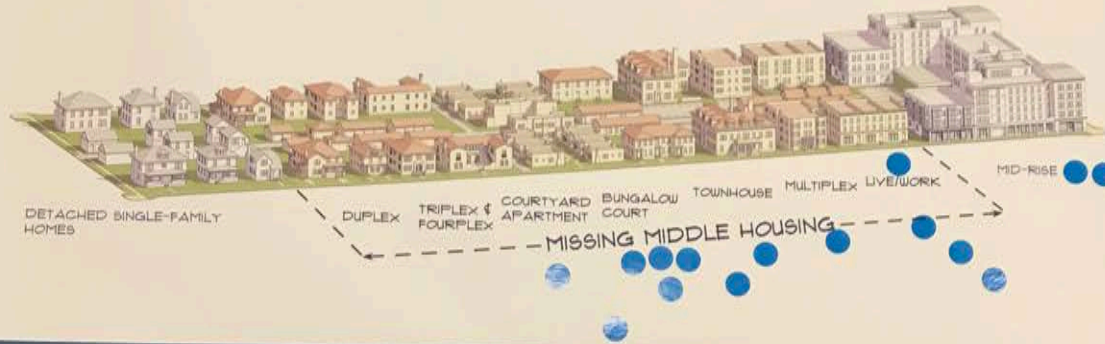 DETACHED SINGLE-FAMILY
HOMES
DUPLEX
TRIPLEX &
FOURPLEX
COURTYARD
APARTMENT
BUNGALOW
COURT
TOWNHOUSE
MULTIPLEX
LIVE/WORK
MID-RISE
MISSING MIDDLE HOUSING